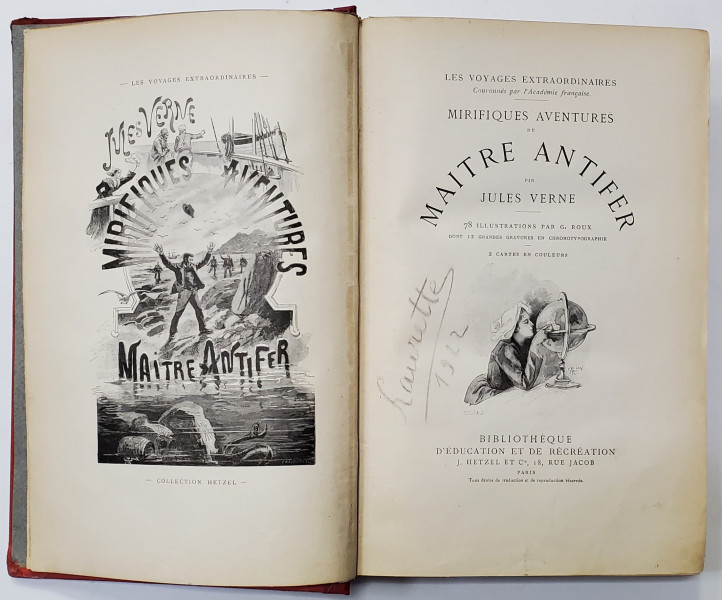 — LES VOYAGES EXTRAORDINAIRES —
JULES VERNE
MIRIFIQUES AVENTURES
MAITRE ANTIFER
— COLLECTION HETZEL —
LES VOYAGES EXTRAORDINAIRES
Couronnés par l'Académie française
MIRIFIQUES AVENTURES
DE
MAITRE ANTIFER
PAR
JULES VERNE
78 ILLUSTRATIONS PAR G. ROUX
DONT 12 GRANDES GRAVURES EN CHROMOTYPOGRAPHIE
2 CARTES EN COULEURS
Laurette
1922
BIBLIOTHÈQUE
D'ÉDUCATION ET DE RÉCRÉATION
J. HETZEL ET Cie, 18, RUE JACOB
PARIS
Tous droits de traduction et de reproduction réservés.